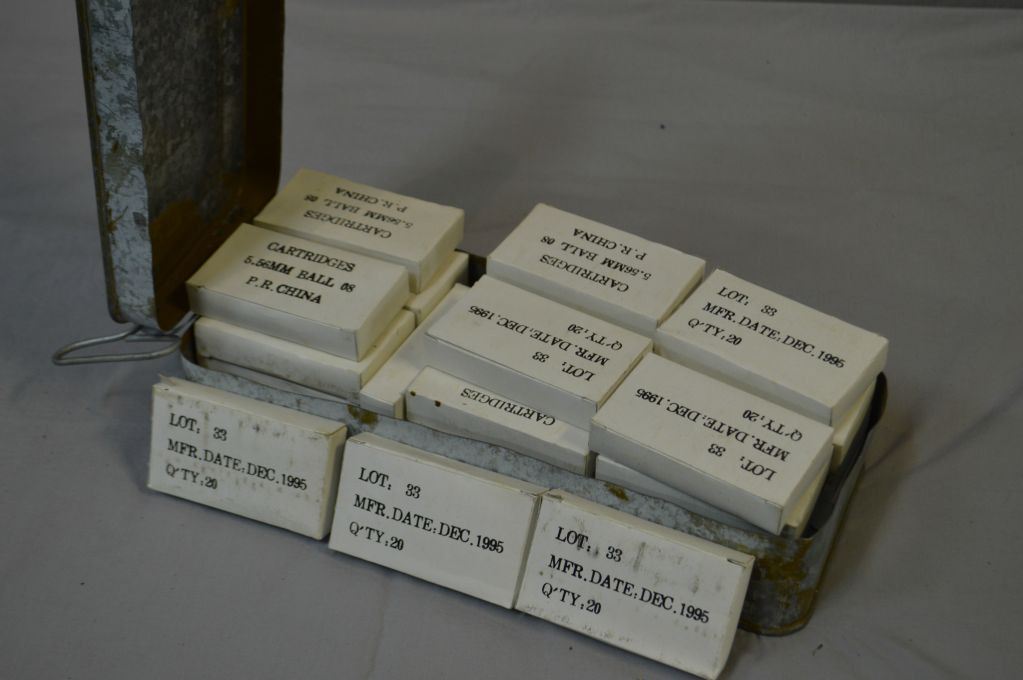 CARTRIDGES
5.56MM BALL 08
P.R.CHINA
CARTRIDGES
5.56MM BALL 08
P.R.CHINA
CARTRIDGES
5.56MM BALL 08
P.R.CHINA
LOT: 33
MFR.DATE:DEC.1995
Q'TY:20
LOT: 33
MFR.DATE:DEC.1995
Q'TY:20
CARTRIDGES
LOT: 33
MFR.DATE:DEC.1995
Q'TY:20
LOT: 33
MFR.DATE:DEC.1995
Q'TY:20
LOT: 33
MFR.DATE:DEC.1995
Q'TY:20
LOT: 33
MFR.DATE:DEC.1995
Q'TY:20